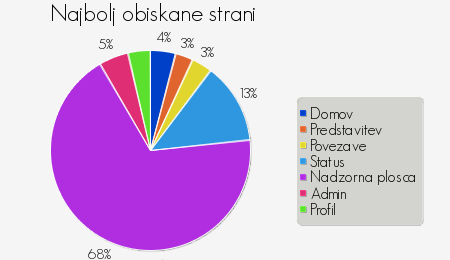 Najbolj obiskane strani
4%
3%
3%
5%
13%
68%
Domov
Predstavitev
Povezave
Status
Nadzorna plosca
Admin
Profil